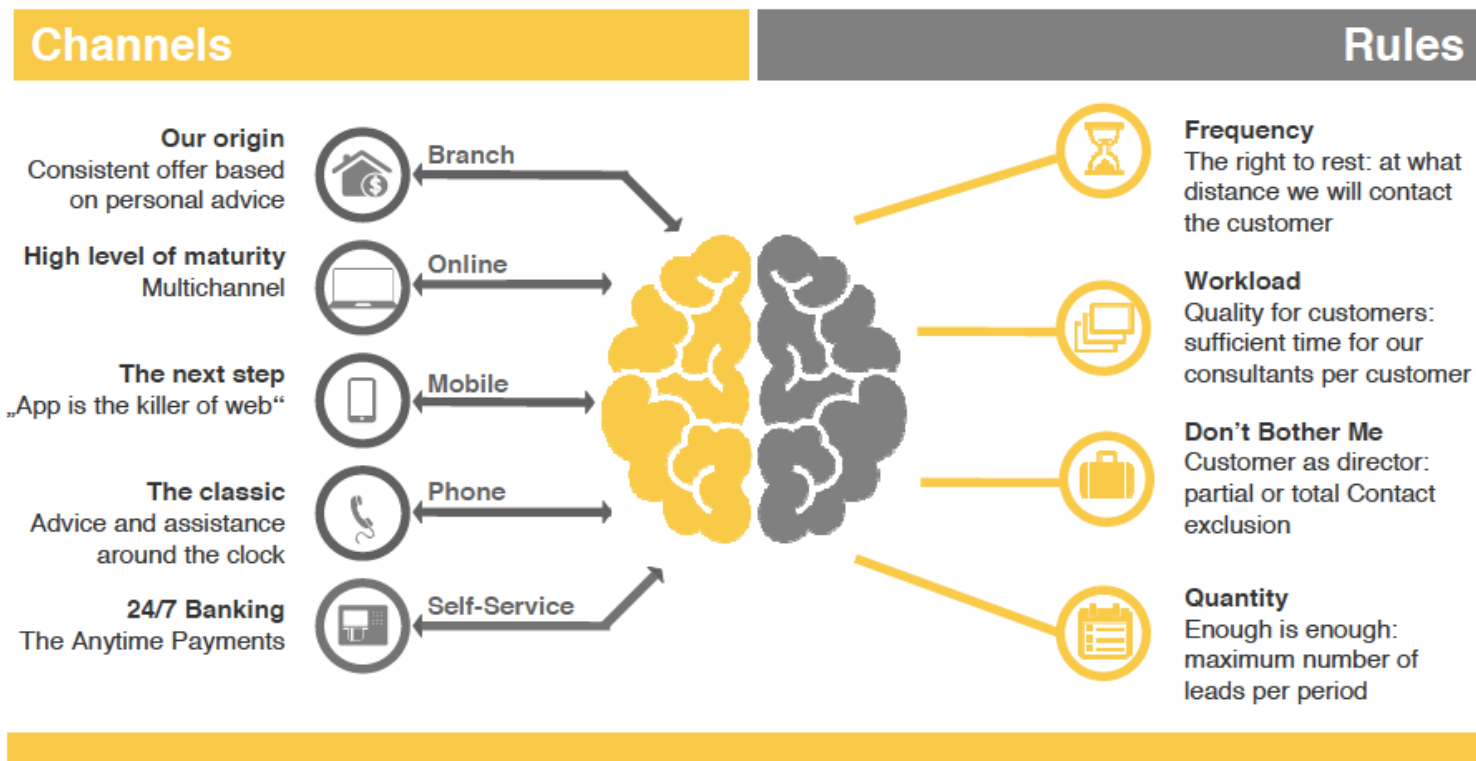 Channels
Rules
Our origin
Consistent offer based
on personal advice
Branch
High level of maturity
Multichannel
Online
The next step
„App is the killer of web“
Mobile
The classic
Advice and assistance
around the clock
Phone
24/7 Banking
The Anytime Payments
Self-Service
Frequency
The right to rest: at what
distance we will contact
the customer
Workload
Quality for customers:
sufficient time for our
consultants per customer
Don’t Bother Me
Customer as director:
partial or total Contact
exclusion
Quantity
Enough is enough:
maximum number of
leads per period